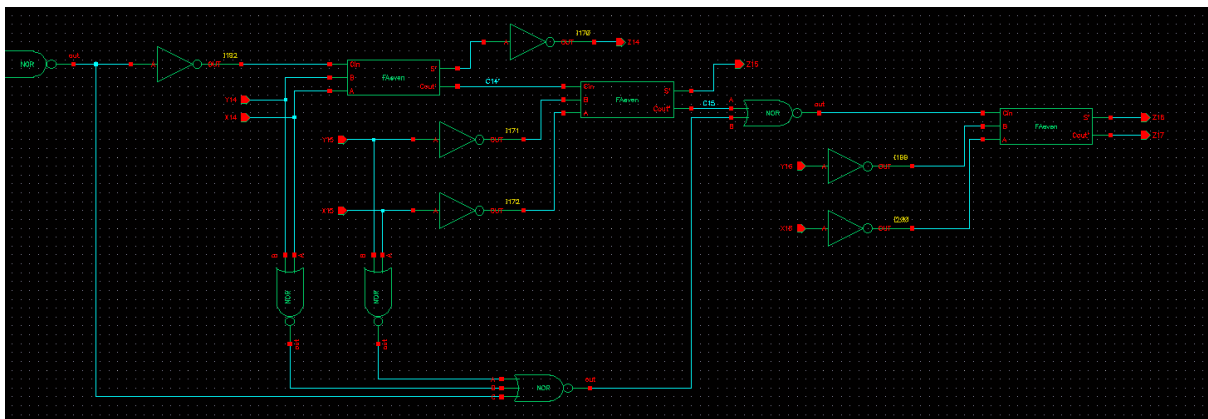 I170
A
OUT
Z14
NOR
out
I192
A
OUT
Cin
B
A
FAeven
S'
Cout'
C14'
Y14
X14
Cin
B
A
FAeven
S'
Cout'
Z15
C15
A
B
NOR
out
Cin
B
A
FAeven
S'
Cout'
Z16
Z17
Y15
A
I171
OUT
X15
A
I172
OUT
Y16
A
I199
OUT
X16
A
I200
OUT
B
A
NOR
out
B
A
NOR
out
A
B
C
NOR
out